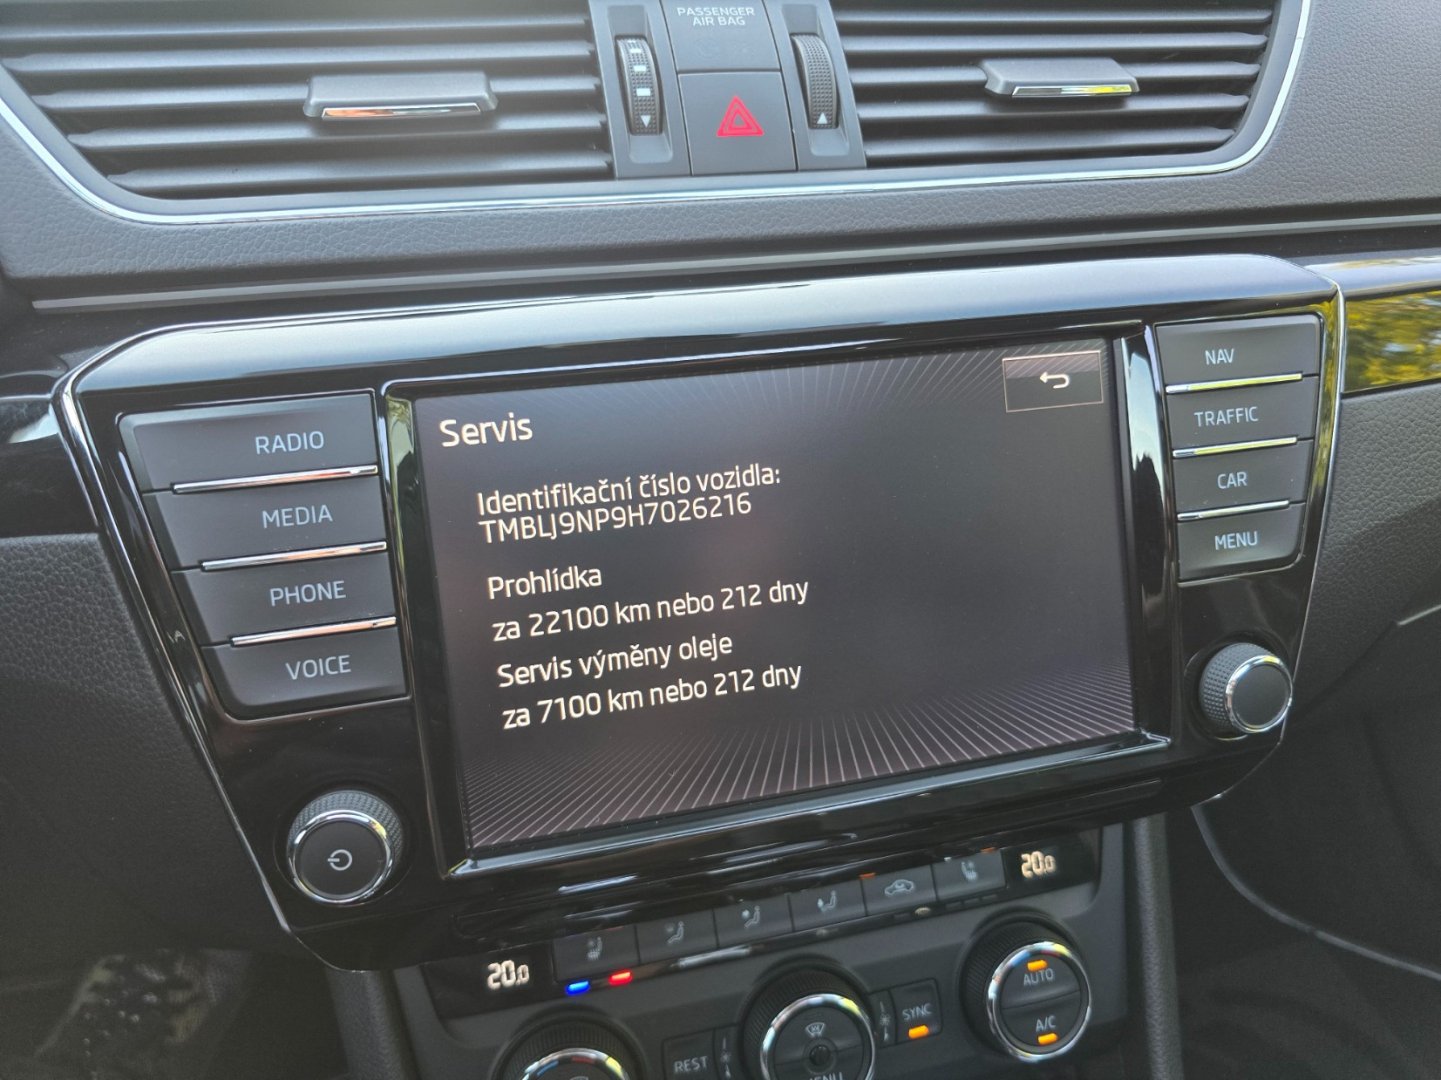 PASSENGER
AIR BAG
Servis
Identifikační číslo vozidla:
TMBLJ9NP9H7026216
Prohlídka
za 22100 km nebo 212 dny
Servis výměny oleje
za 7100 km nebo 212 dny
RADIO
MEDIA
PHONE
VOICE
NAV
TRAFFIC
CAR
MENU
20.0
20.0
REST
MENU
SYNC
AUTO
A/C